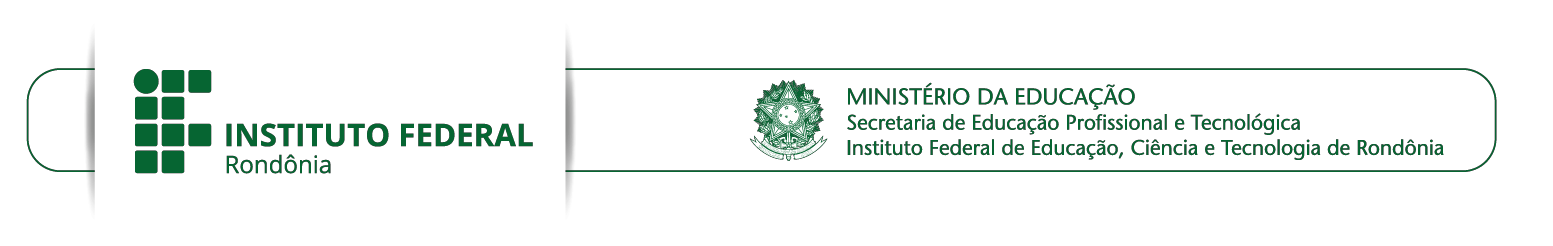 INSTITUTO FEDERAL
Rondônia
MINISTÉRIO DA EDUCAÇÃO
Secretaria de Educação Profissional e Tecnológica
Instituto Federal de Educação, Ciência e Tecnologia de Rondônia